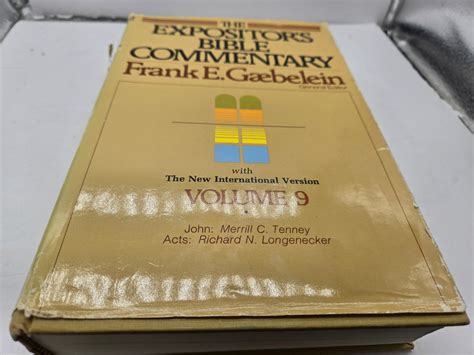 THE
EXPOSITOR'S
BIBLE
COMMENTARY
Frank E. Gæbelein
General Editor
with
The New International Version
VOLUME 9
John: Merrill C. Tenney
Acts: Richard N. Longenecker